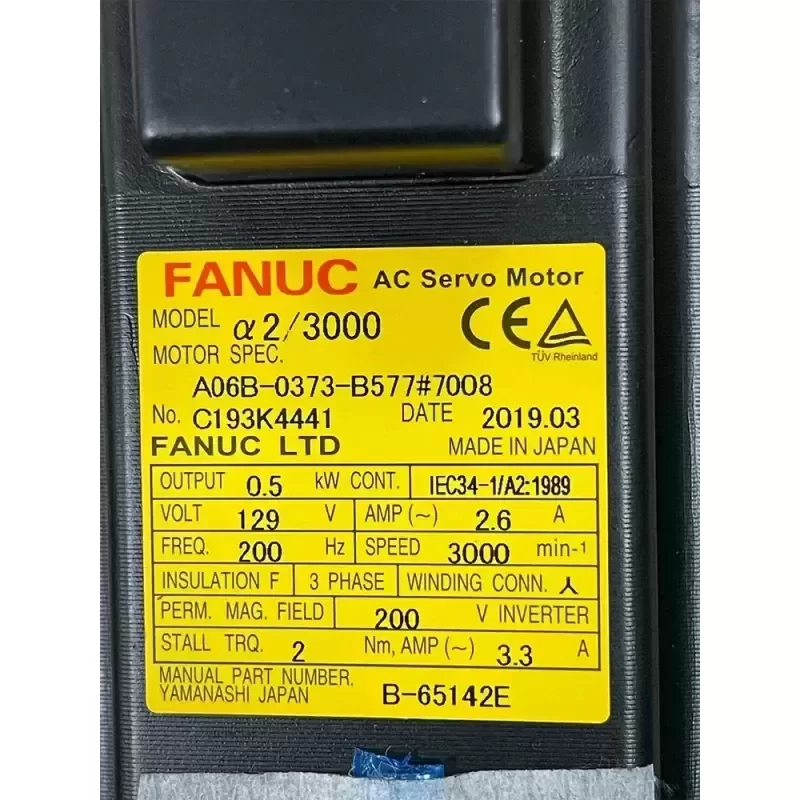 FANUC AC Servo Motor
MODEL α2/3000
CE TÜV Rheinland
MOTOR SPEC.
A06B-0373-B577#7008
No. C193K4441 DATE 2019.03
FANUC LTD MADE IN JAPAN
OUTPUT 0.5 kW CONT. IEC34-1/A2:1989
VOLT 129 V AMP (~) 2.6 A
FREQ. 200 Hz SPEED 3000 min-1
INSULATION F 3 PHASE WINDING CONN. ⅄
PERM. MAG. FIELD 200 V INVERTER
STALL TRQ. 2 Nm, AMP (~) 3.3 A
MANUAL PART NUMBER.
YAMANASHI JAPAN B-65142E